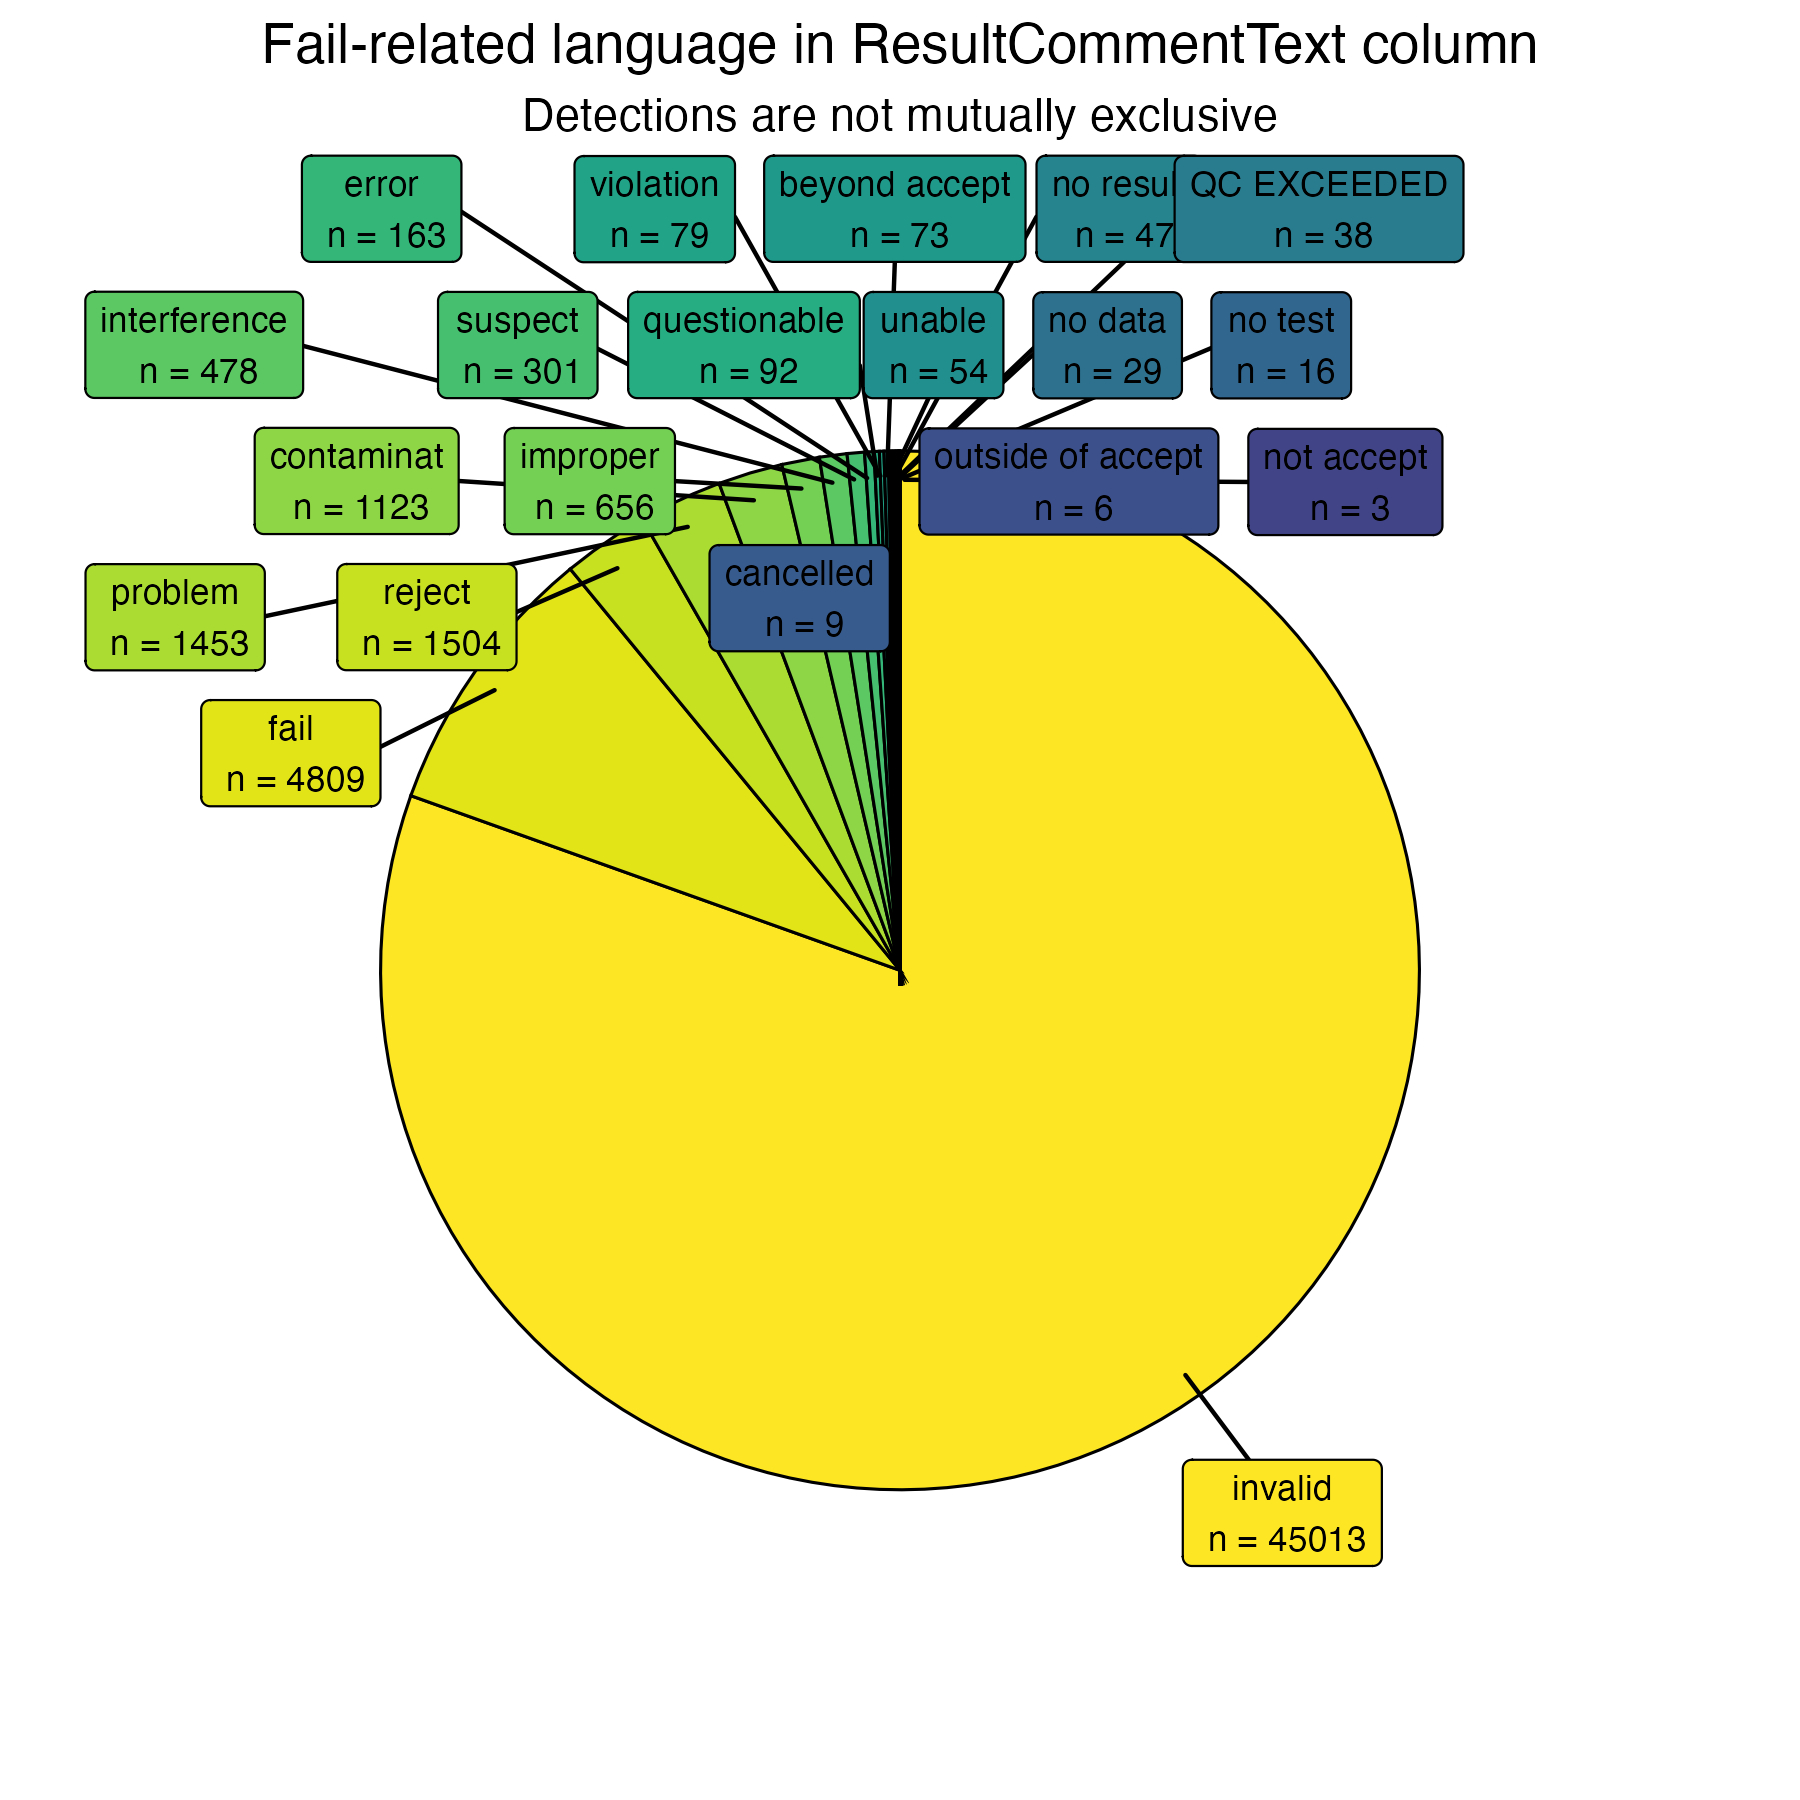 Fail-related language in ResultCommentText column
Detections are not mutually exclusive
error
n = 163
violation
n = 79
beyond accept
n = 73
no resul
n = 47
QC EXCEEDED
n = 38
interference
n = 478
suspect
n = 301
questionable
n = 92
unable
n = 54
no data
n = 29
no test
n = 16
contaminat
n = 1123
improper
n = 656
outside of accept
n = 6
not accept
n = 3
cancelled
n = 9
problem
n = 1453
reject
n = 1504
fail
n = 4809
invalid
n = 45013